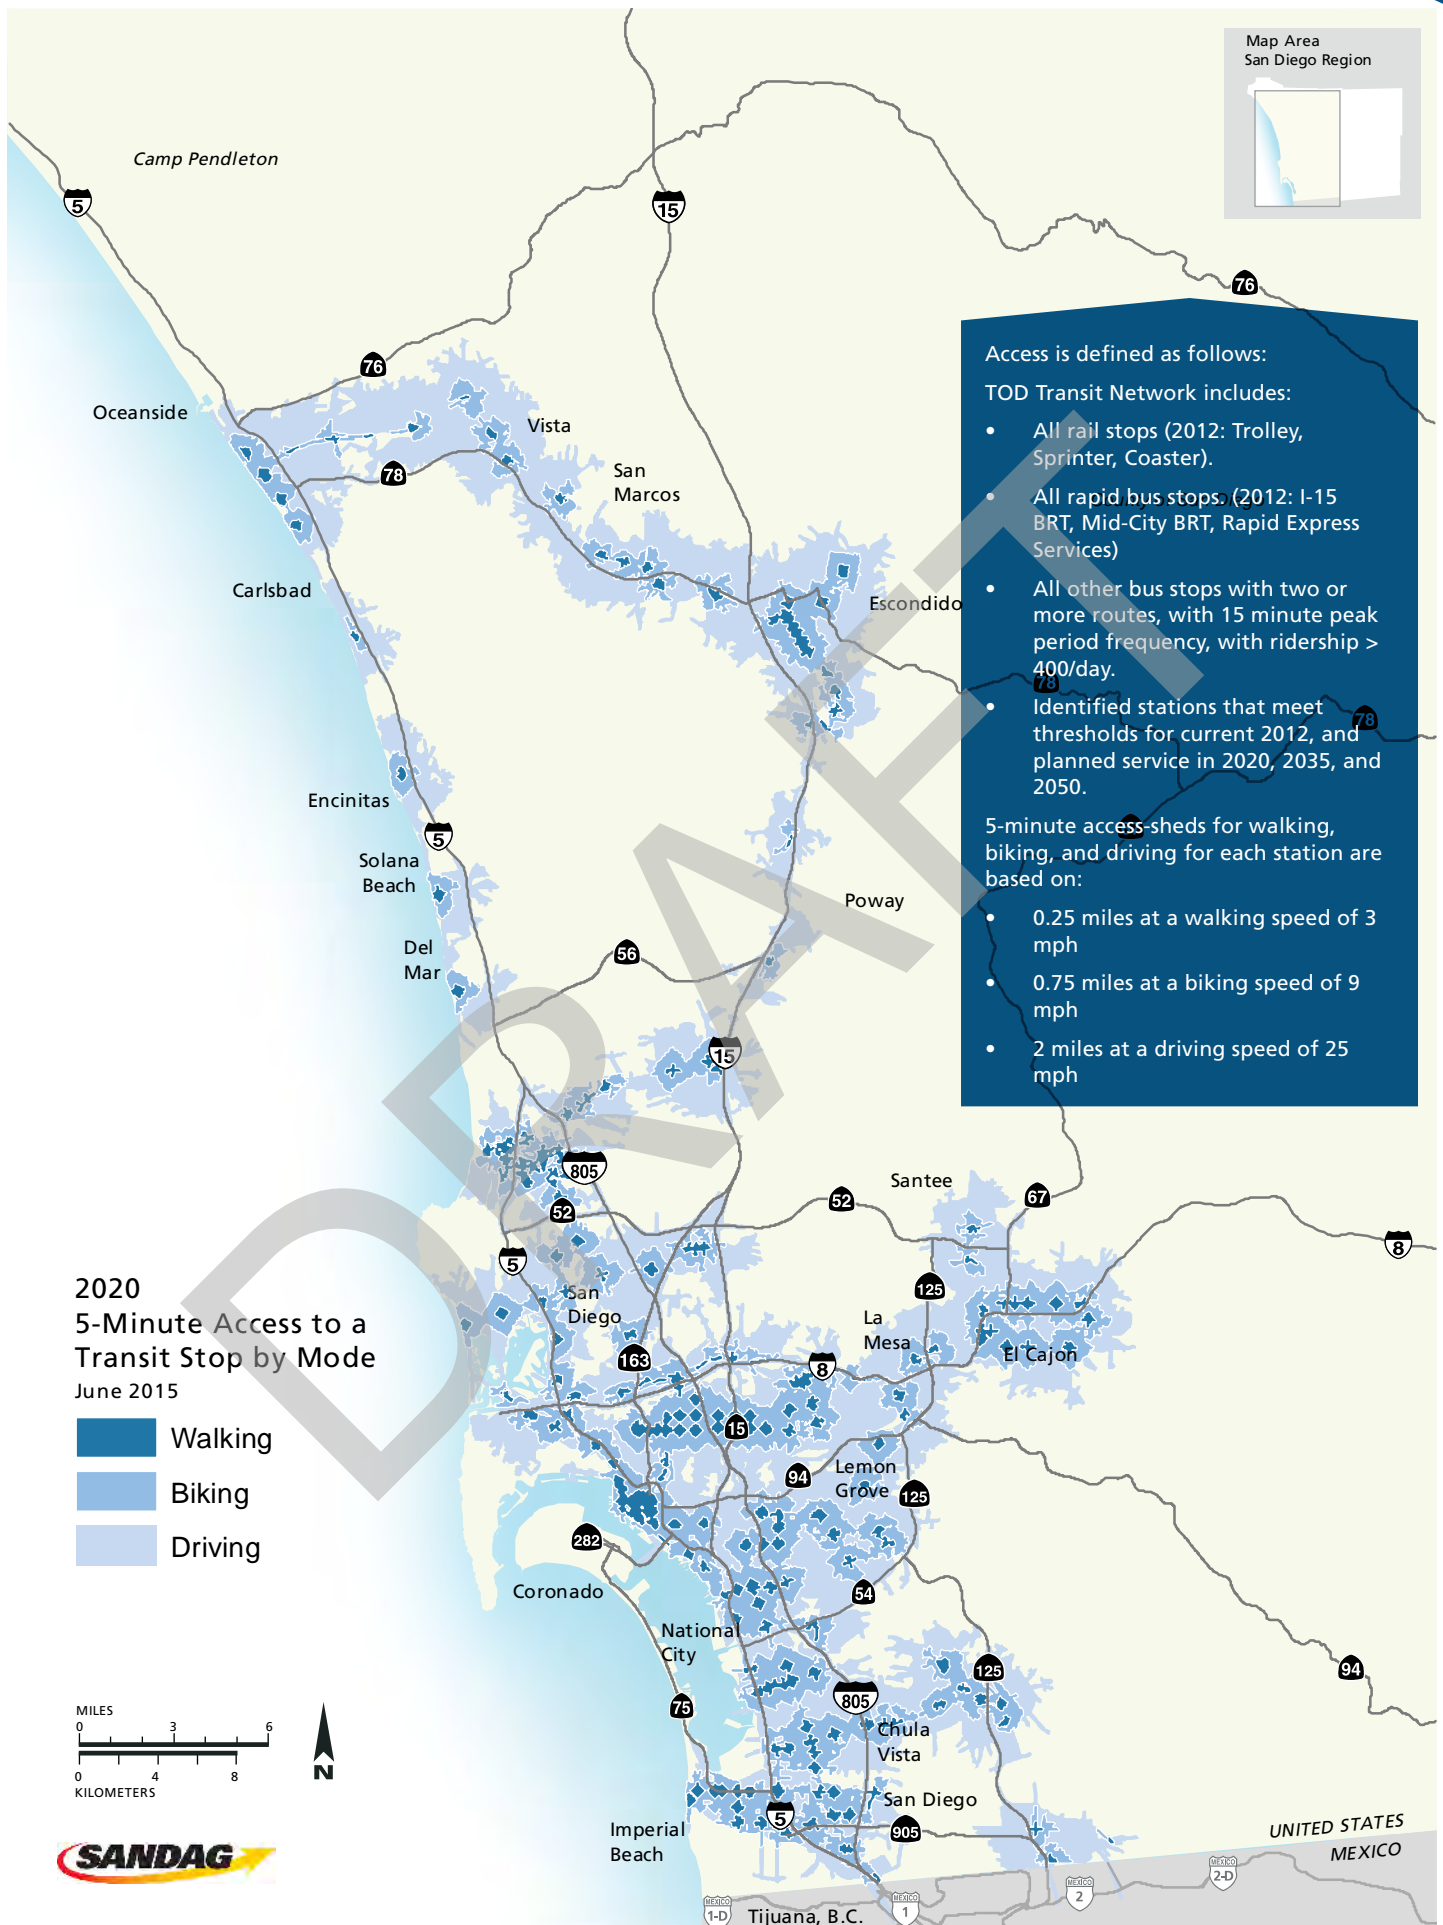 Map Area
San Diego Region
Camp Pendleton
5
15
76
76
Oceanside
Vista
78
San
Marcos
Carlsbad
Escondido
Access is defined as follows:
TOD Transit Network includes:
• All rail stops (2012: Trolley,
Sprinter, Coaster).
• All rapid bus stops. (2012: I-15
BRT, Mid-City BRT, Rapid Express
Services)
• All other bus stops with two or
more routes, with 15 minute peak
period frequency, with ridership >
400/day.
• Identified stations that meet
thresholds for current 2012, and
planned service in 2020, 2035, and
2050.
5-minute access-sheds for walking,
biking, and driving for each station are
based on:
• 0.25 miles at a walking speed of 3
mph
• 0.75 miles at a biking speed of 9
mph
• 2 miles at a driving speed of 25
mph
78
78
Encinitas
5
Solana
Beach
Poway
Del
Mar
56
15
DRAFT
805
Santee
52
52
67
5
8
125
San
Diego
La
Mesa
163
8
El Cajon
15
94
Lemon
Grove
125
282
Coronado
54
National
City
125
94
75
805
Chula
Vista
San Diego
5
905
Imperial
Beach
UNITED STATES
MEXICO
MEXICO
1-D
Tijuana, B.C.
MEXICO
1
MEXICO
2
MEXICO
2-D
2020
5-Minute Access to a
Transit Stop by Mode
June 2015
Walking
Biking
Driving
MILES
0 3 6
0 4 8
KILOMETERS
N
SANDAG